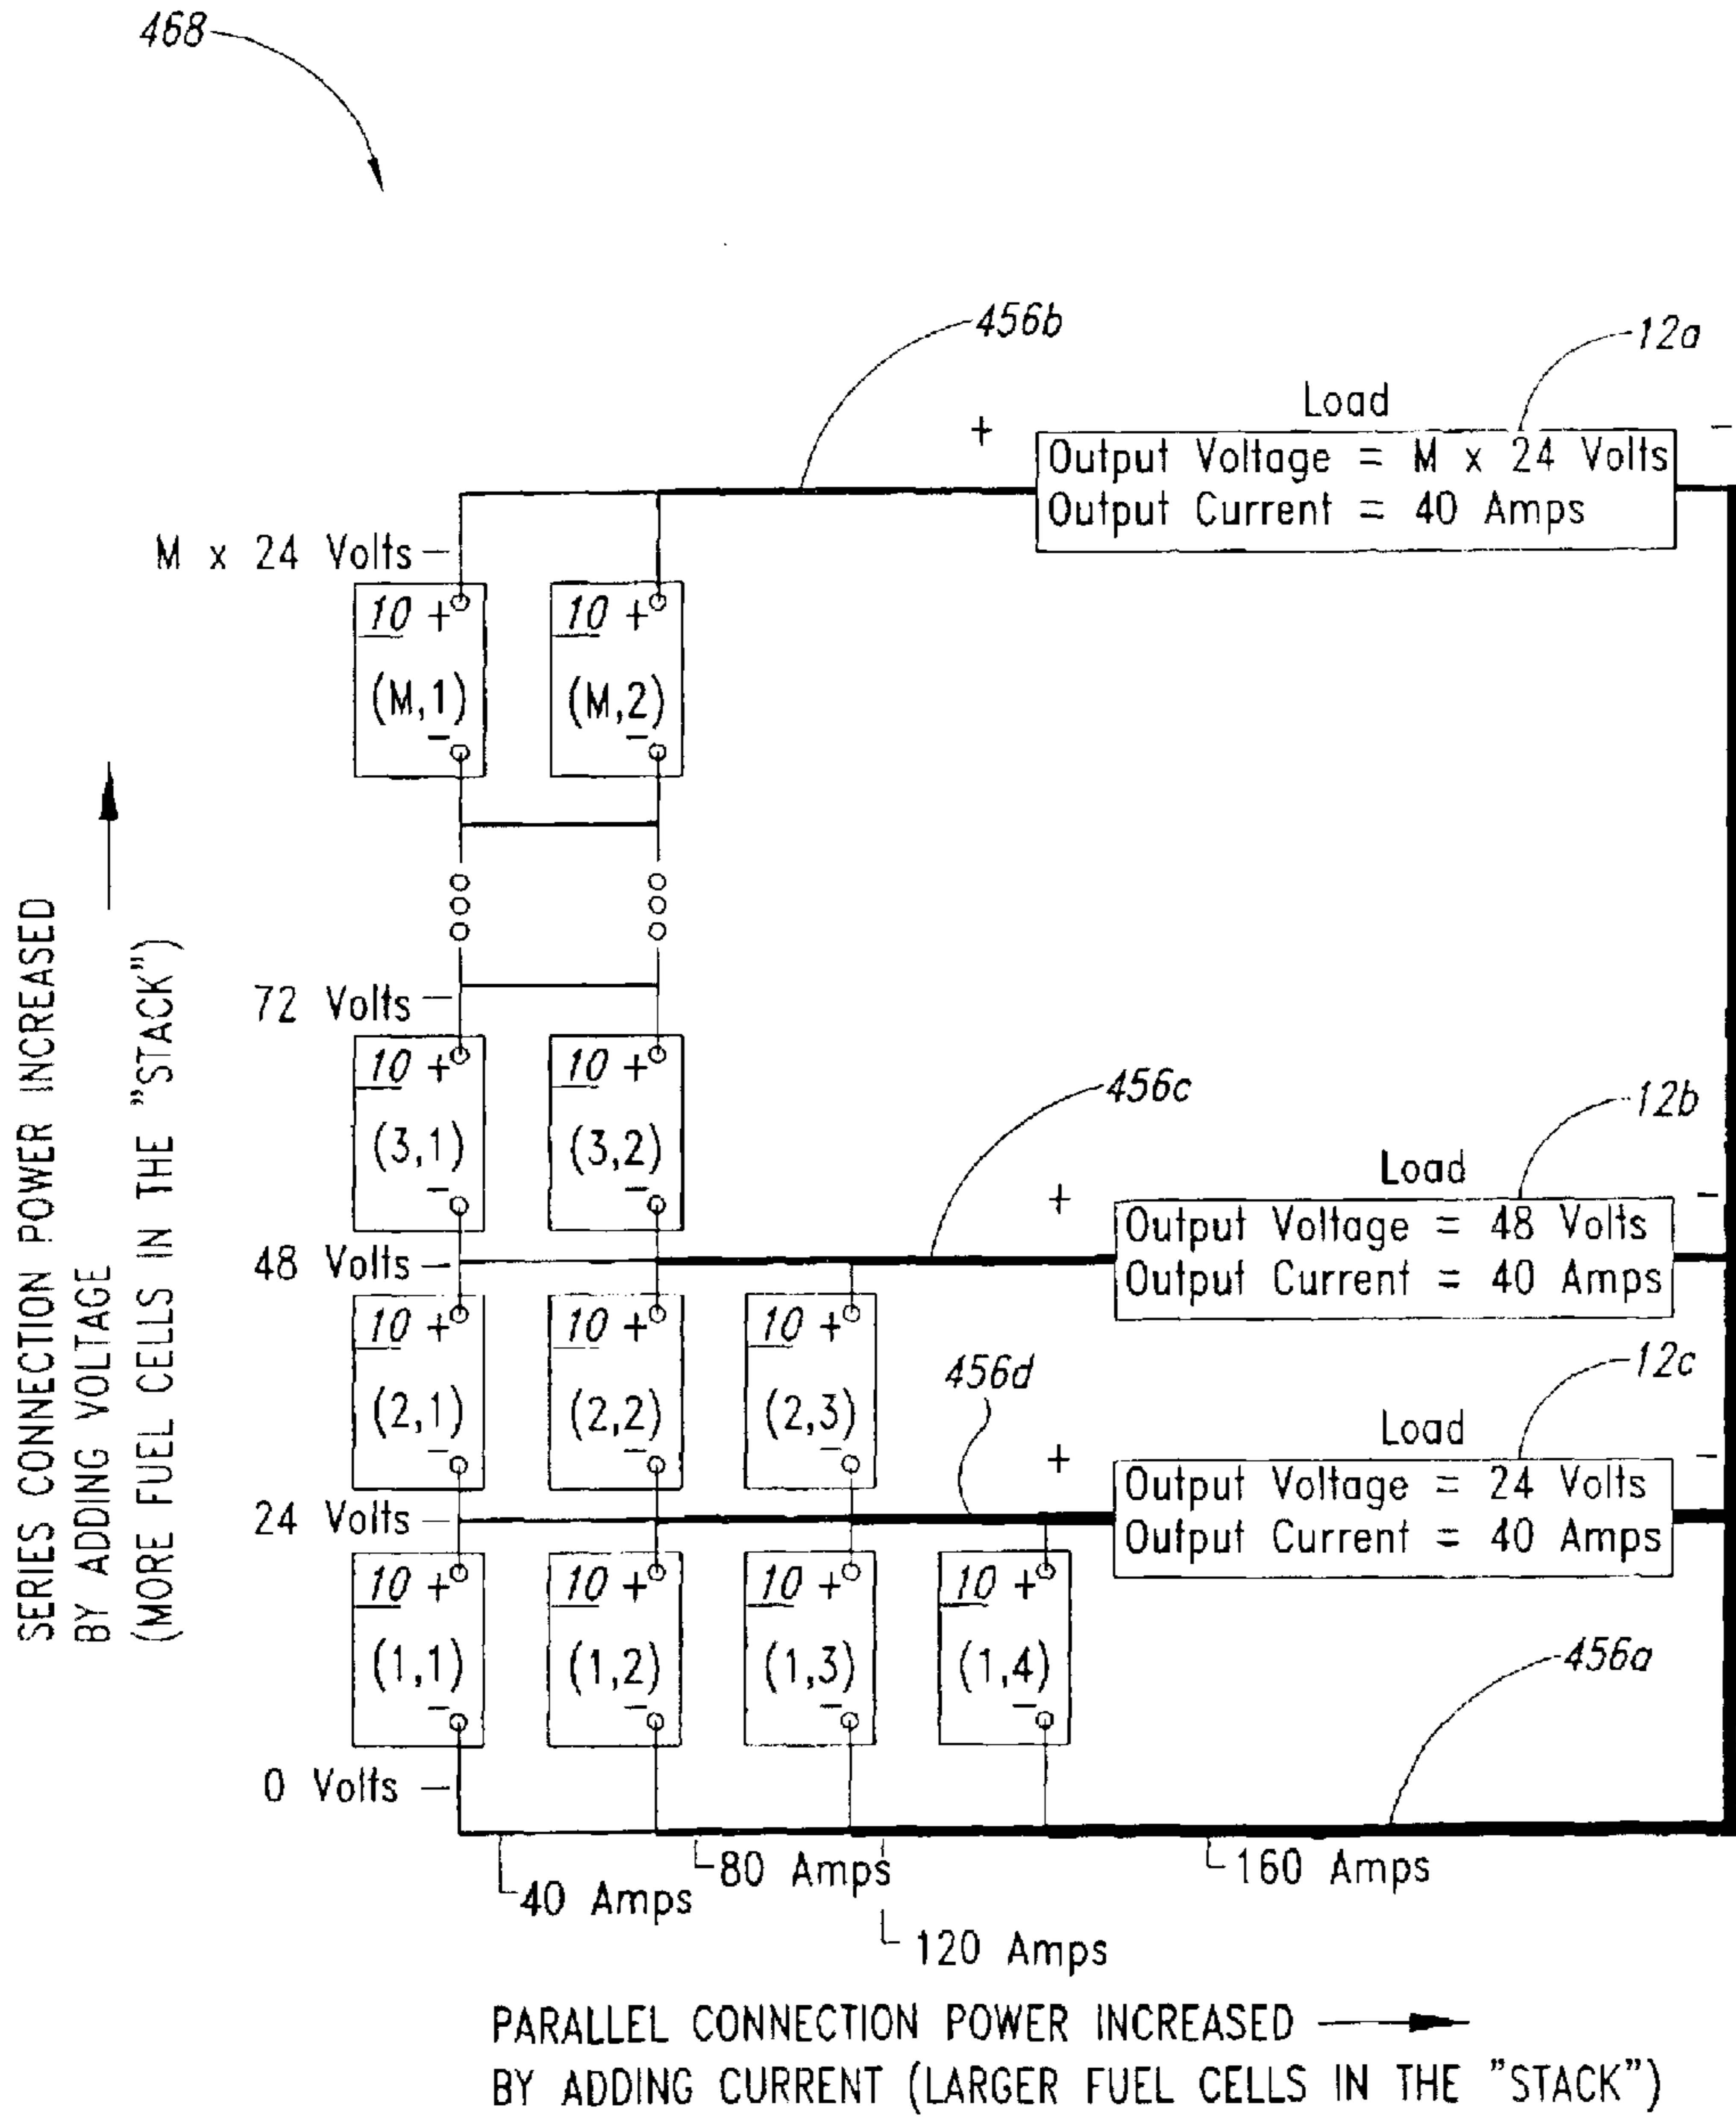 468
456b
12a
Load
+ -
Output Voltage = M x 24 Volts
Output Current = 40 Amps
M x 24 Volts
10 + 10 +
(M,1) (M,2)
- -
72 Volts
10 + 10 +
(3,1) (3,2)
- -
456c
12b
Load
+ -
Output Voltage = 48 Volts
Output Current = 40 Amps
48 Volts
10 + 10 + 10 +
(2,1) (2,2) (2,3)
- - -
456d
12c
Load
+ -
Output Voltage = 24 Volts
Output Current = 40 Amps
24 Volts
10 + 10 + 10 + 10 +
(1,1) (1,2) (1,3) (1,4)
- - - -
456a
0 Volts
40 Amps
80 Amps
120 Amps
160 Amps
SERIES CONNECTION POWER INCREASED
BY ADDING VOLTAGE
(MORE FUEL CELLS IN THE "STACK")
PARALLEL CONNECTION POWER INCREASED
BY ADDING CURRENT (LARGER FUEL CELLS IN THE "STACK")